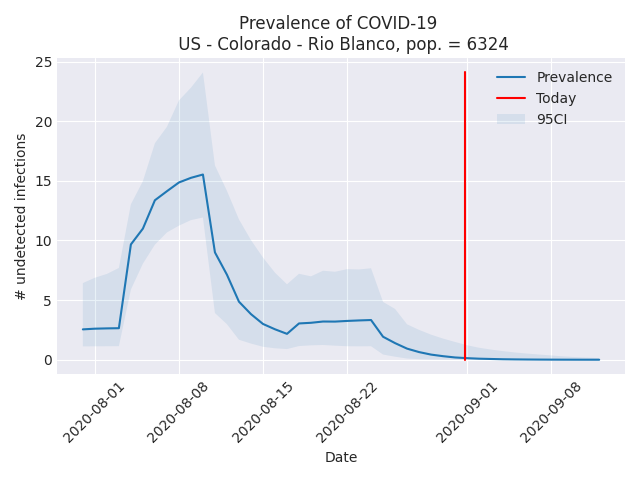 Prevalence of COVID-19
US - Colorado - Rio Blanco, pop. = 6324
25
20
15
10
5
0
# undetected infections
Prevalence
Today
95CI
2020-08-01
2020-08-08
2020-08-15
2020-08-22
2020-09-01
2020-09-08
Date